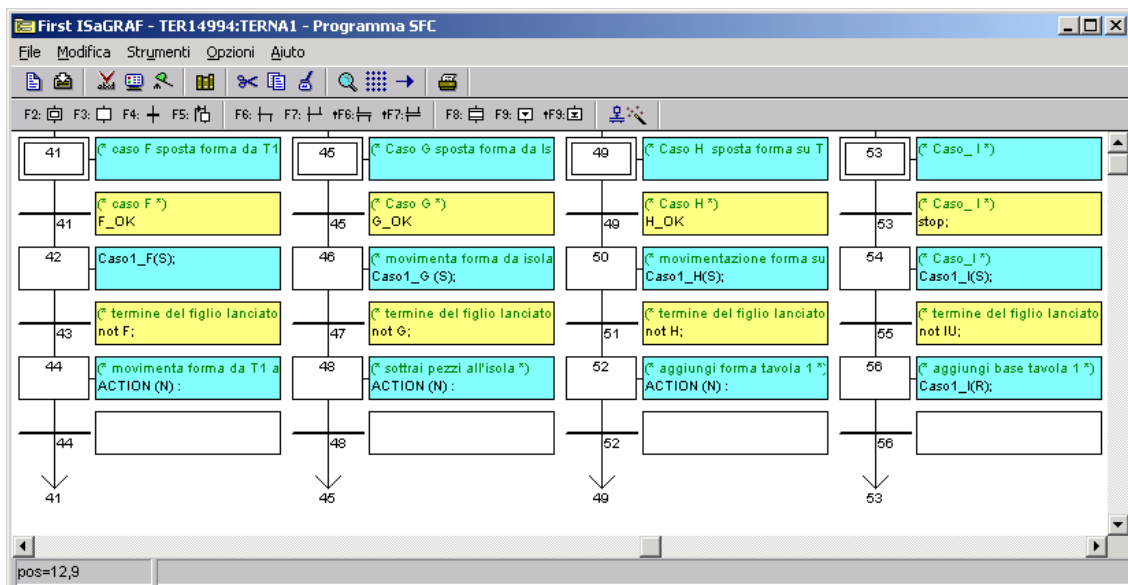 First ISaGRAF - TER14994:TERNA1 - Programma SFC
File Modifica Strumenti Opzioni Aiuto
F2: F3: F4: F5: F6: F7: ↑F6: ↑F7: F8: F9: ↑F9:
41 (* caso F sposta forma da T1 45 (* Caso G sposta forma da Is 49 (* Caso H sposta forma su T 53 (* Caso_ I *)
(* caso F *) (* Caso G *) (* Caso H *) (* Caso_ I *)
41 F_OK 45 G_OK 49 H_OK 53 stop;
42 Caso1_F(S); 46 (* movimenta forma da isola 50 (* movimentazione forma su 54 (* Caso_I *)
Caso1_G (S); Caso1_H(S); Caso1_I(S);
(* termine del figlio lanciato (* termine del figlio lanciato (* termine del figlio lanciato (* termine del figlio lanciato
43 not F; 47 not G; 51 not H; 55 not IU;
44 (* movimenta forma da T1 a 48 (* sottrai pezzi all'isola *) 52 (* aggiungi forma tavola 1 *) 56 (* aggiungi base tavola 1 *)
ACTION (N) : ACTION (N) : ACTION (N) : Caso1_I(R);
44 48 52 56
41 45 49 53
pos=12,9